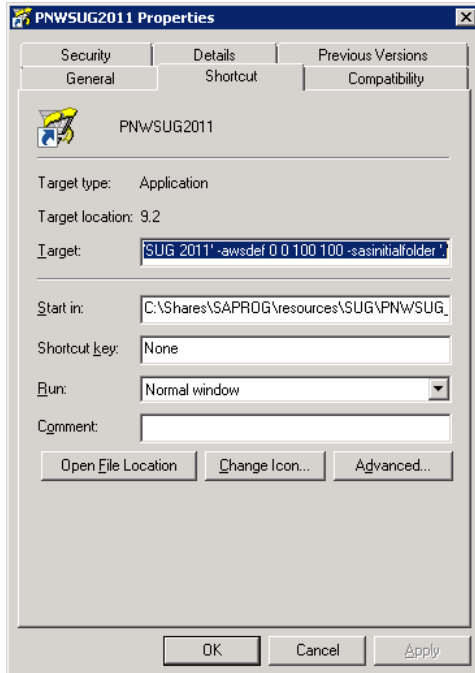 PNWSUG2011 Properties
Security Details Previous Versions
General Shortcut Compatibility
PNWSUG2011
Target type: Application
Target location: 9.2
Target: 'SUG 2011' -awsdef 0 0 100 100 -sasinitialfolder '.'
Start in: C:\Shares\SAPROG\resources\SUG\PNWSUG_
Shortcut key: None
Run: Normal window
Comment:
Open File Location Change Icon... Advanced...
OK Cancel Apply